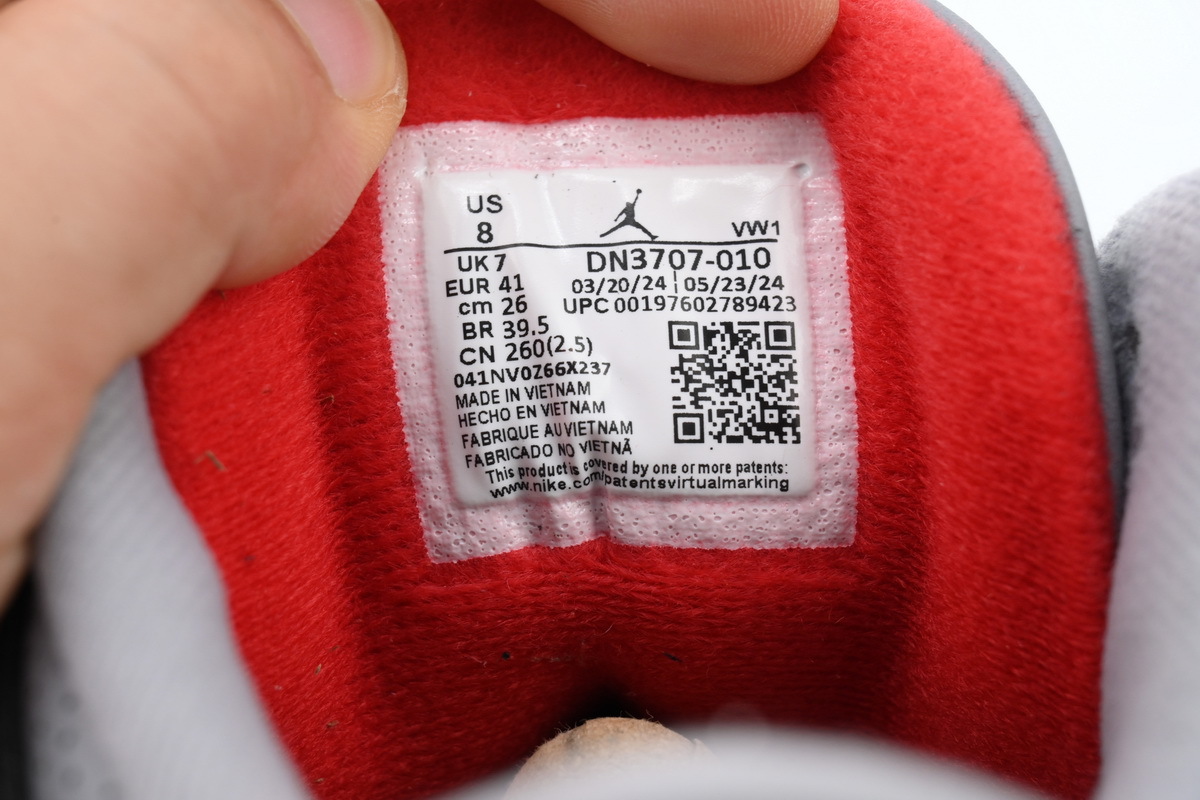 US
8
VW1
UK 7
DN3707-010
EUR 41
03/20/24 | 05/23/24
cm 26
UPC 00197602789423
BR 39.5
CN 260(2.5)
041NV0Z66X237
MADE IN VIETNAM
HECHO EN VIETNAM
FABRIQUE AU VIETNAM
FABRICADO NO VIETNÃ
This product is covered by one or more patents:
www.nike.com/patentsvirtualmarking